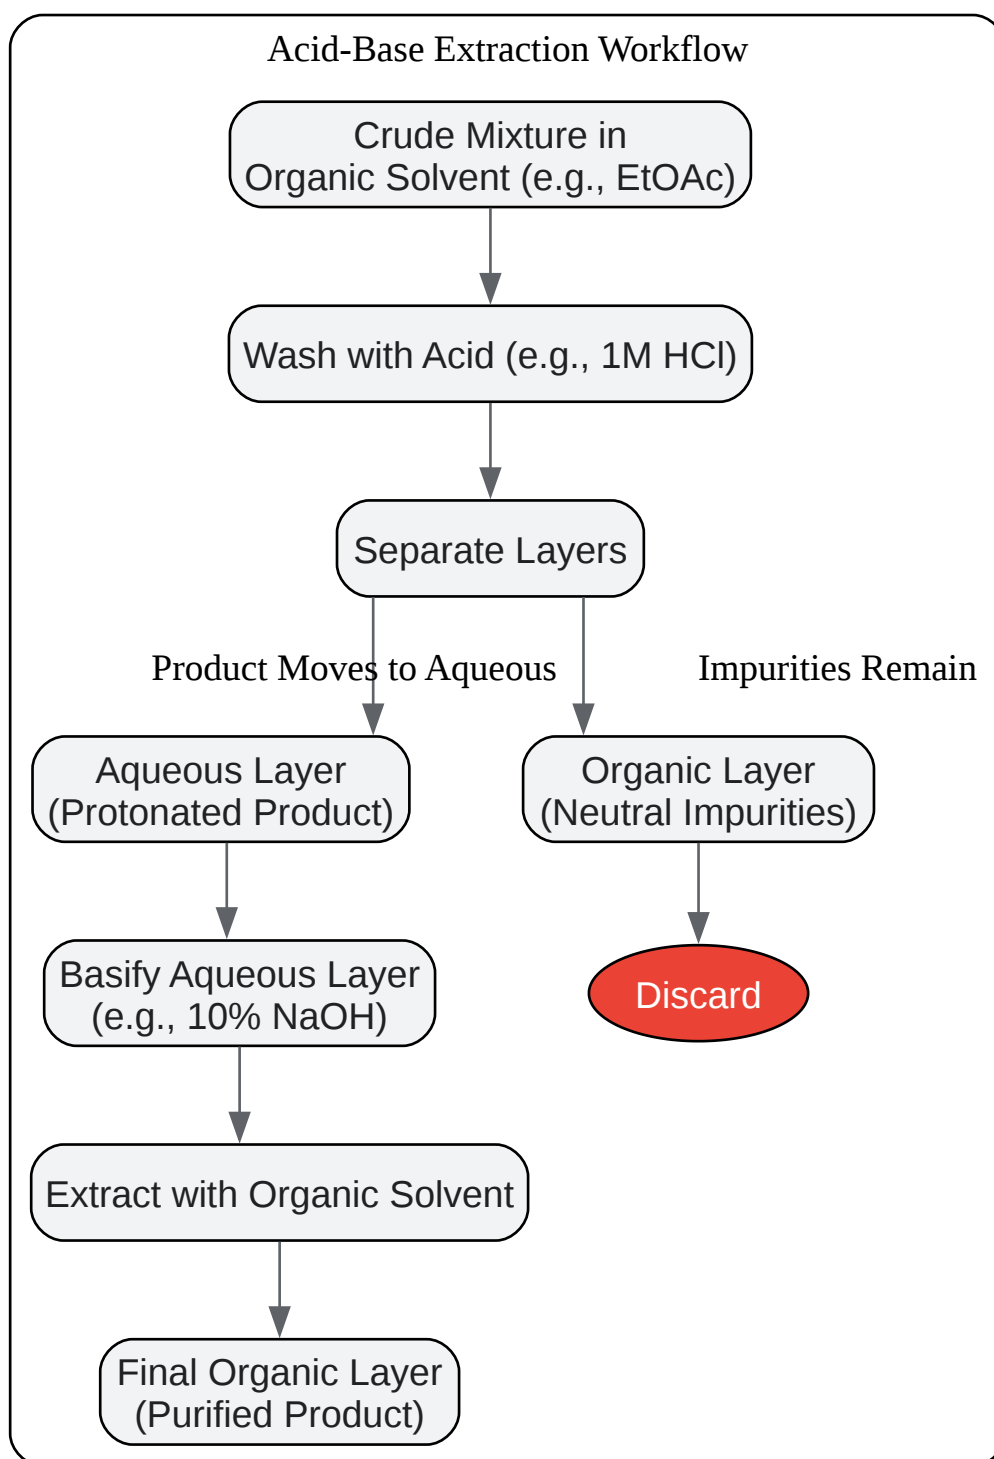 Acid-Base Extraction Workflow
Crude Mixture in
Organic Solvent (e.g., EtOAc)
Wash with Acid (e.g., 1M HCl)
Separate Layers
Product Moves to Aqueous
Impurities Remain
Aqueous Layer
(Protonated Product)
Organic Layer
(Neutral Impurities)
Basify Aqueous Layer
(e.g., 10% NaOH)
Discard
Extract with Organic Solvent
Final Organic Layer
(Purified Product)